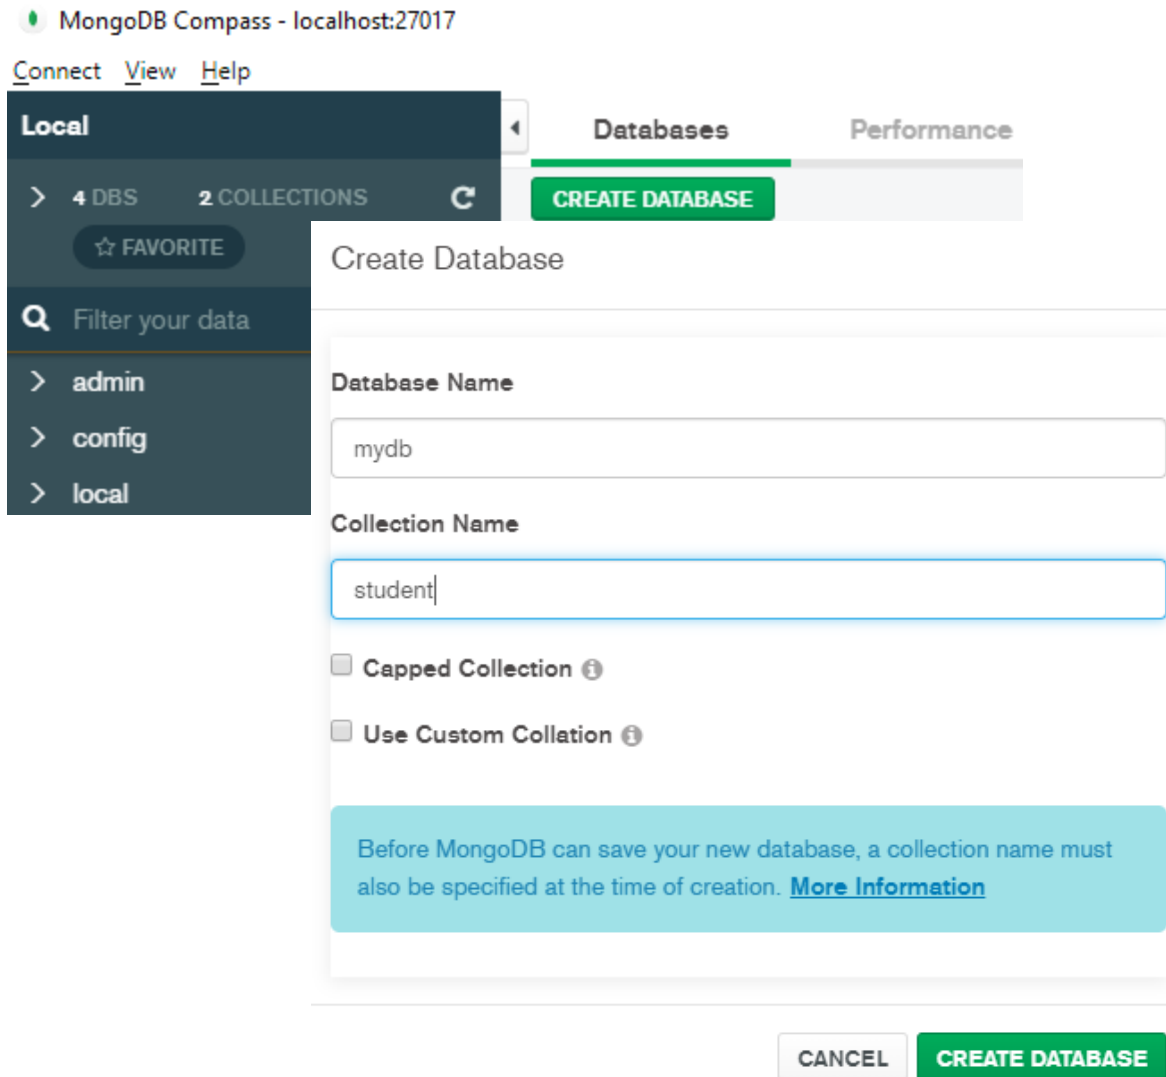 MongoDB Compass - localhost:27017
Connect View Help
Local
Databases Performance
4 DBS 2 COLLECTIONS
CREATE DATABASE
FAVORITE
Create Database
Filter your data
admin
config
local
Database Name
mydb
Collection Name
student
Capped Collection
Use Custom Collation
Before MongoDB can save your new database, a collection name must
also be specified at the time of creation. More Information
CANCEL CREATE DATABASE